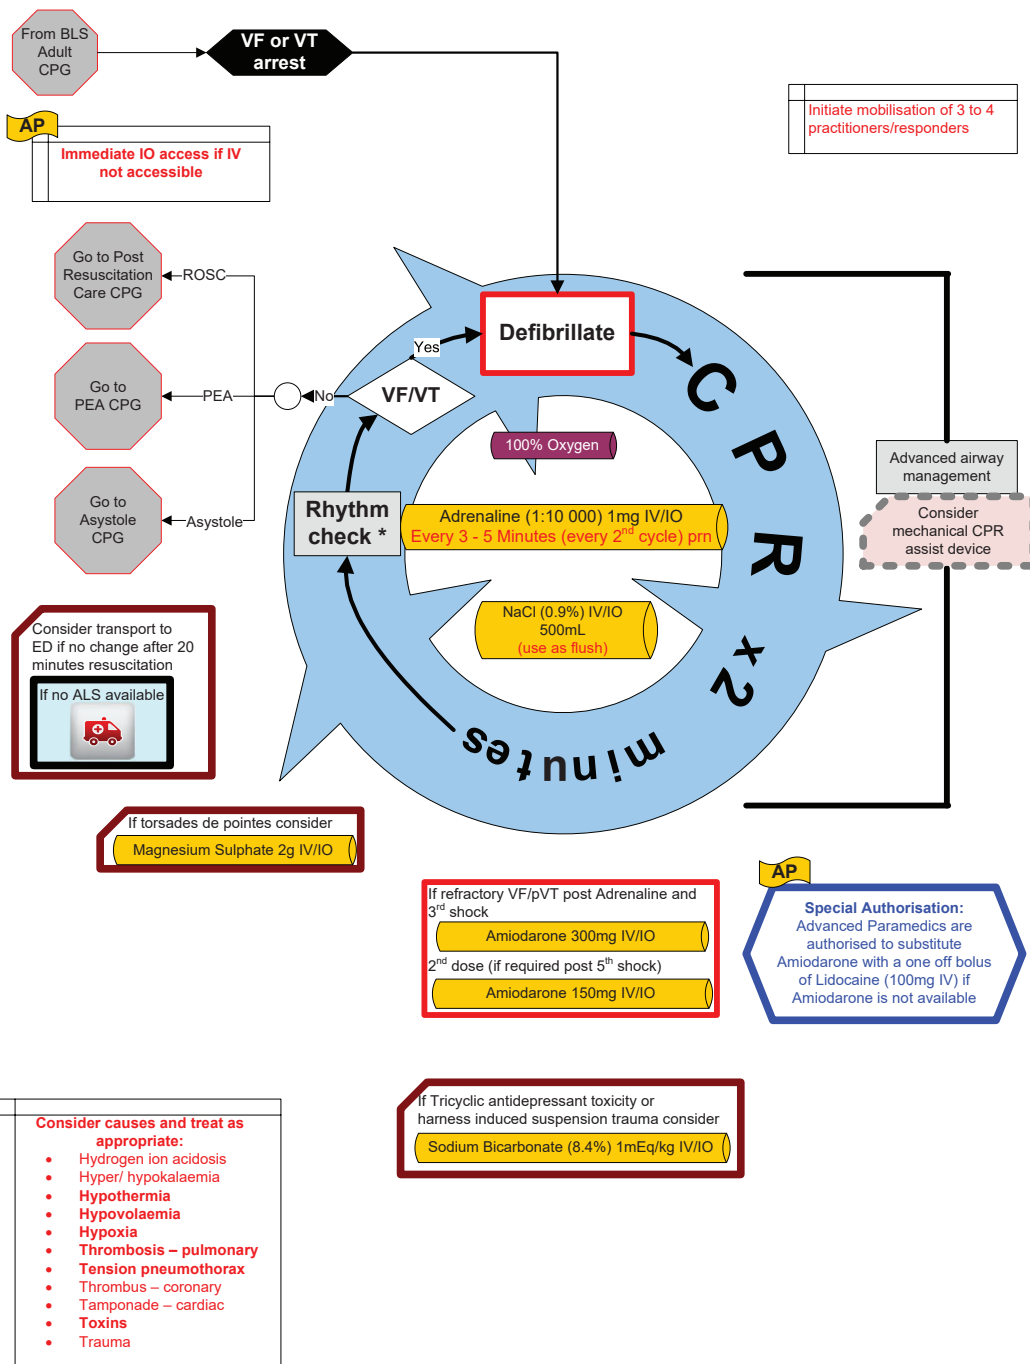 From BLS
Adult
CPG
VF or VT
arrest
AP
Immediate IO access if IV
not accessible
Initiate mobilisation of 3 to 4
practitioners/responders
Go to Post
Resuscitation
Care CPG
ROSC
Go to
PEA CPG
PEA
Go to
Asystole
CPG
Asystole
No
VF/VT
Yes
Defibrillate
CPR x2 minutes
100% Oxygen
Rhythm
check *
Adrenaline (1:10 000) 1mg IV/IO
Every 3 - 5 Minutes (every 2nd cycle) prn
NaCl (0.9%) IV/IO
500mL
(use as flush)
Advanced airway
management
Consider
mechanical CPR
assist device
Consider transport to
ED if no change after 20
minutes resuscitation
If no ALS available
If torsades de pointes consider
Magnesium Sulphate 2g IV/IO
If refractory VF/pVT post Adrenaline and
3rd shock
Amiodarone 300mg IV/IO
2nd dose (if required post 5th shock)
Amiodarone 150mg IV/IO
AP
Special Authorisation:
Advanced Paramedics are
authorised to substitute
Amiodarone with a one off bolus
of Lidocaine (100mg IV) if
Amiodarone is not available
If Tricyclic antidepressant toxicity or
harness induced suspension trauma consider
Sodium Bicarbonate (8.4%) 1mEq/kg IV/IO
Consider causes and treat as
appropriate:
• Hydrogen ion acidosis
• Hyper/ hypokalaemia
• Hypothermia
• Hypovolaemia
• Hypoxia
• Thrombosis – pulmonary
• Tension pneumothorax
• Thrombus – coronary
• Tamponade – cardiac
• Toxins
• Trauma